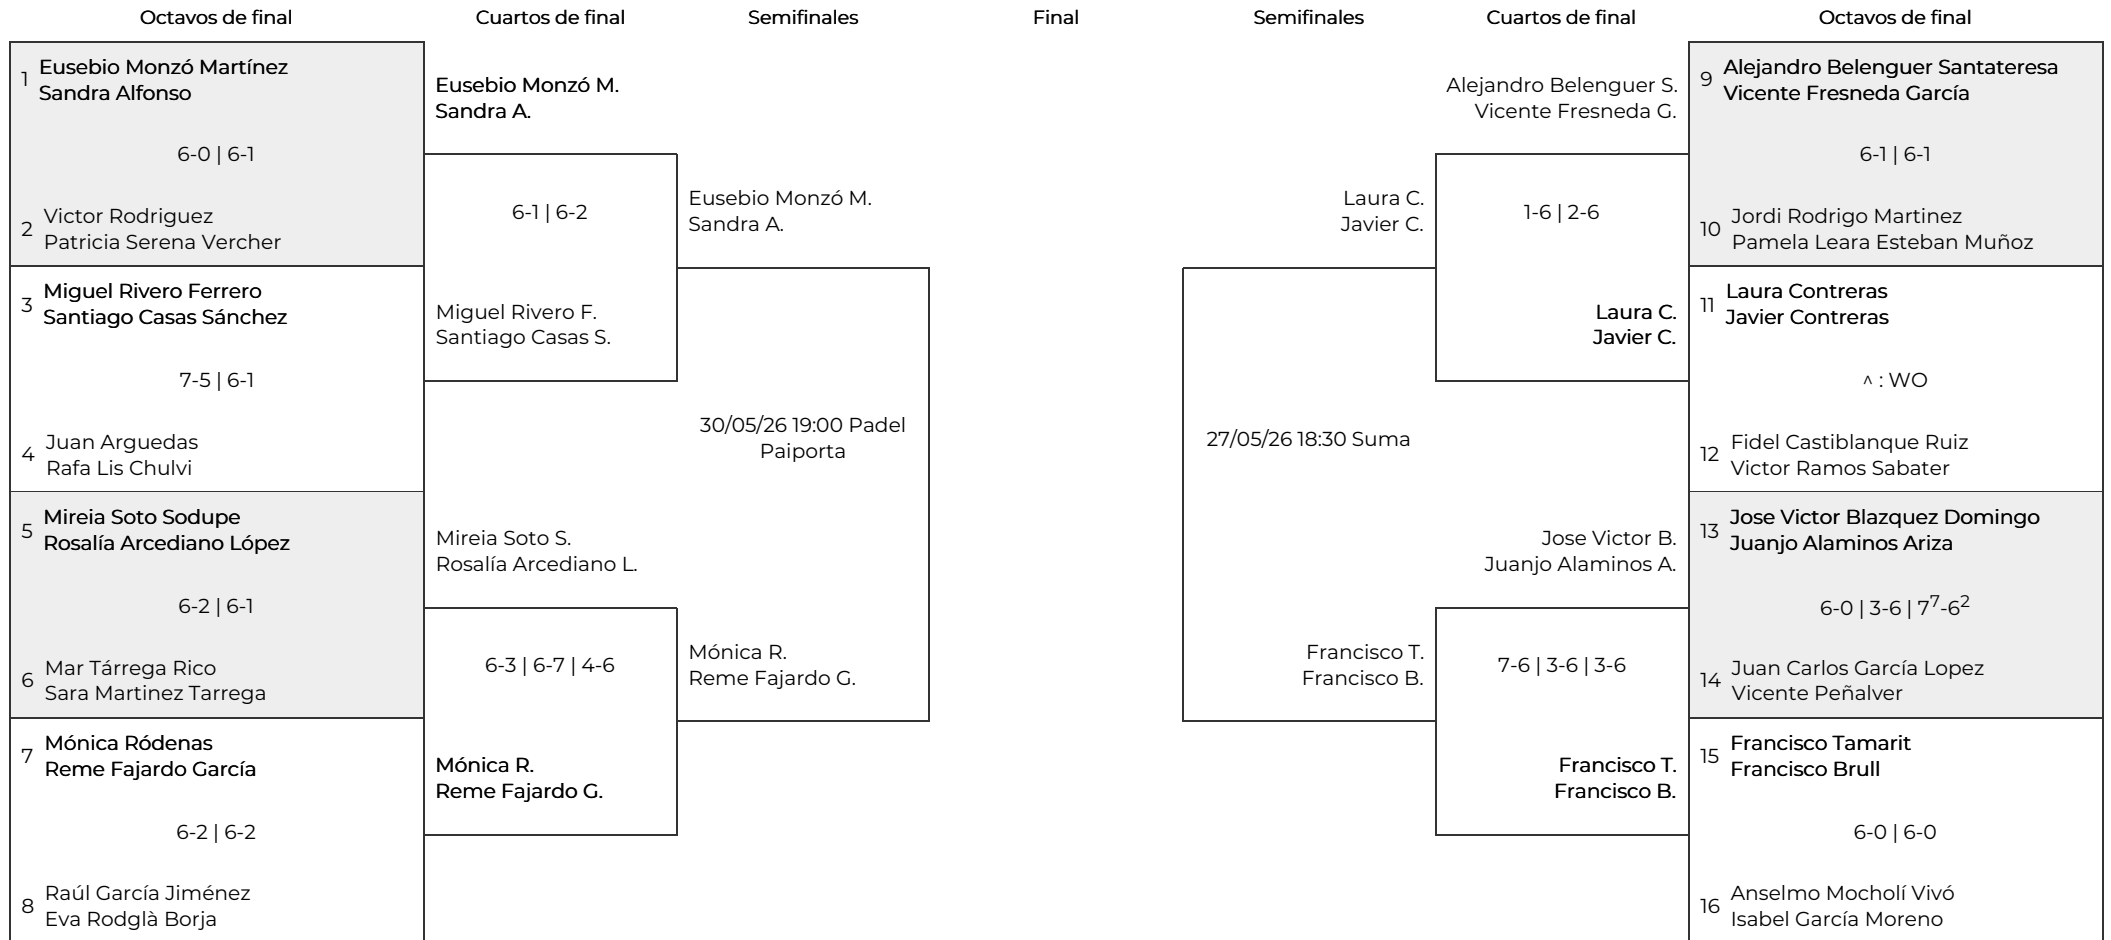 Octavos de final
Cuartos de final
Semifinales
Final
Semifinales
Cuartos de final
Octavos de final
1
Eusebio Monzó Martínez
Sandra Alfonso
6-0 | 6-1
2
Victor Rodriguez
Patricia Serena Vercher
3
Miguel Rivero Ferrero
Santiago Casas Sánchez
7-5 | 6-1
4
Juan Arguedas
Rafa Lis Chulvi
5
Mireia Soto Sodupe
Rosalía Arcediano López
6-2 | 6-1
6
Mar Tárrega Rico
Sara Martinez Tarrega
7
Mónica Ródenas
Reme Fajardo García
6-2 | 6-2
8
Raúl García Jiménez
Eva Rodglà Borja
Eusebio Monzó M.
Sandra A.
6-1 | 6-2
Miguel Rivero F.
Santiago Casas S.
Mireia Soto S.
Rosalía Arcediano L.
6-3 | 6-7 | 4-6
Mónica R.
Reme Fajardo G.
Eusebio Monzó M.
Sandra A.
30/05/26 19:00 Padel
Paiporta
Mónica R.
Reme Fajardo G.
Laura C.
Javier C.
27/05/26 18:30 Suma
Francisco T.
Francisco B.
Alejandro Belenguer S.
Vicente Fresneda G.
1-6 | 2-6
Laura C.
Javier C.
Jose Victor B.
Juanjo Alaminos A.
7-6 | 3-6 | 3-6
Francisco T.
Francisco B.
9
Alejandro Belenguer Santateresa
Vicente Fresneda García
6-1 | 6-1
10
Jordi Rodrigo Martinez
Pamela Leara Esteban Muñoz
11
Laura Contreras
Javier Contreras
^ : WO
12
Fidel Castiblanque Ruiz
Victor Ramos Sabater
13
Jose Victor Blazquez Domingo
Juanjo Alaminos Ariza
6-0 | 3-6 | 7⁷-6²
14
Juan Carlos García Lopez
Vicente Peñalver
15
Francisco Tamarit
Francisco Brull
6-0 | 6-0
16
Anselmo Mocholí Vivó
Isabel García Moreno